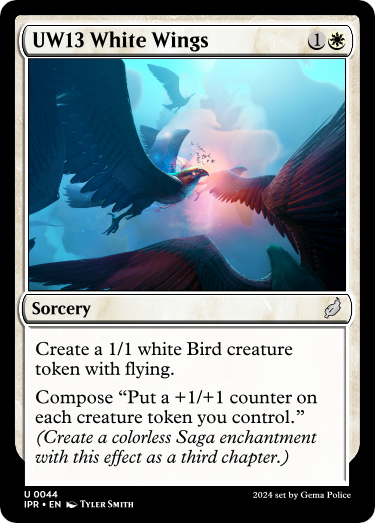 UW13 White Wings 1
Sorcery
Create a 1/1 white Bird creature
token with flying.
Compose “Put a +1/+1 counter on
each creature token you control.”
(Create a colorless Saga enchantment
with this effect as a third chapter.)
U 0044
2024 set by Gema Police
IPR • EN Tyler Smith